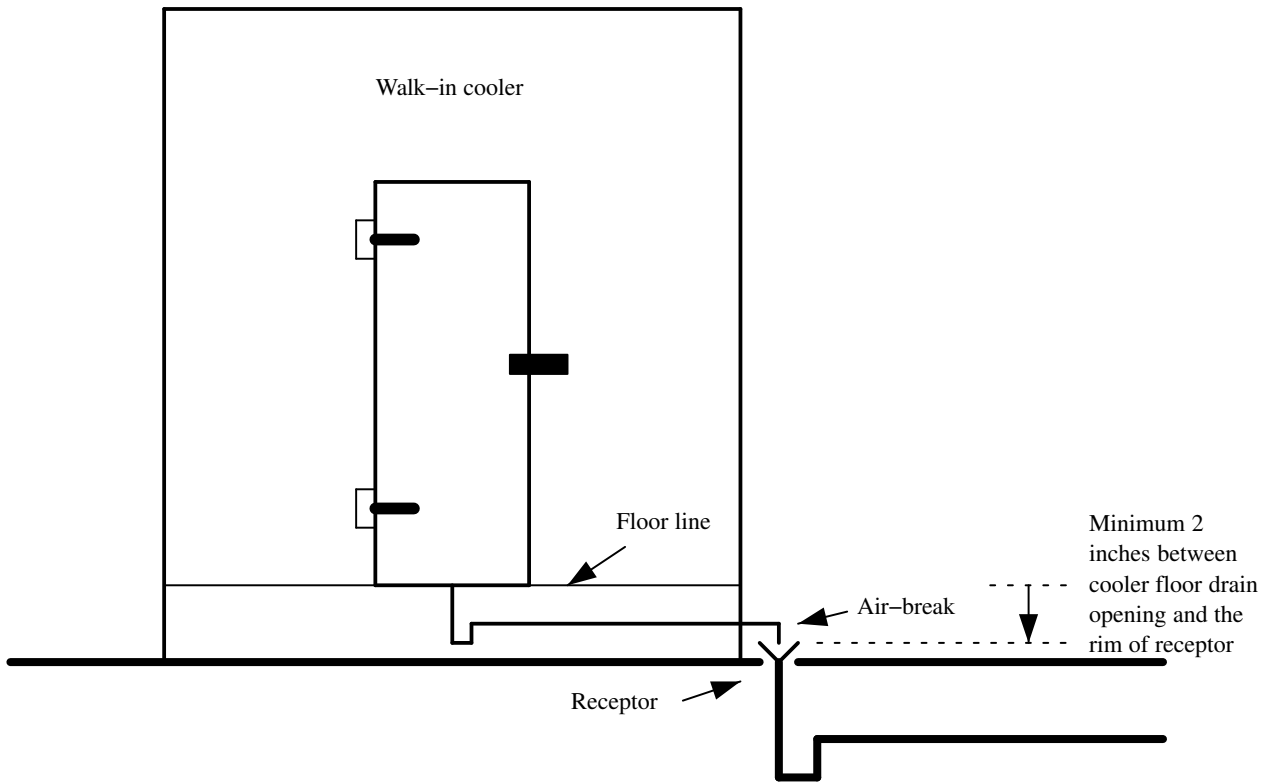 Walk−in cooler
Floor line
Minimum 2
inches between
cooler floor drain
opening and the
rim of receptor
Air−break
Receptor